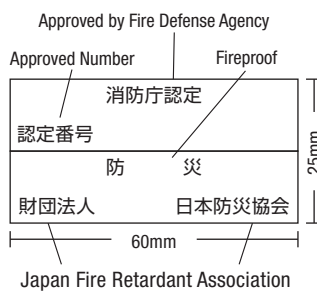 Approved by Fire Defense Agency
Approved Number
Fireproof
消防庁認定
認定番号
防 災
財団法人 日本防災協会
25mm
60mm
Japan Fire Retardant Association